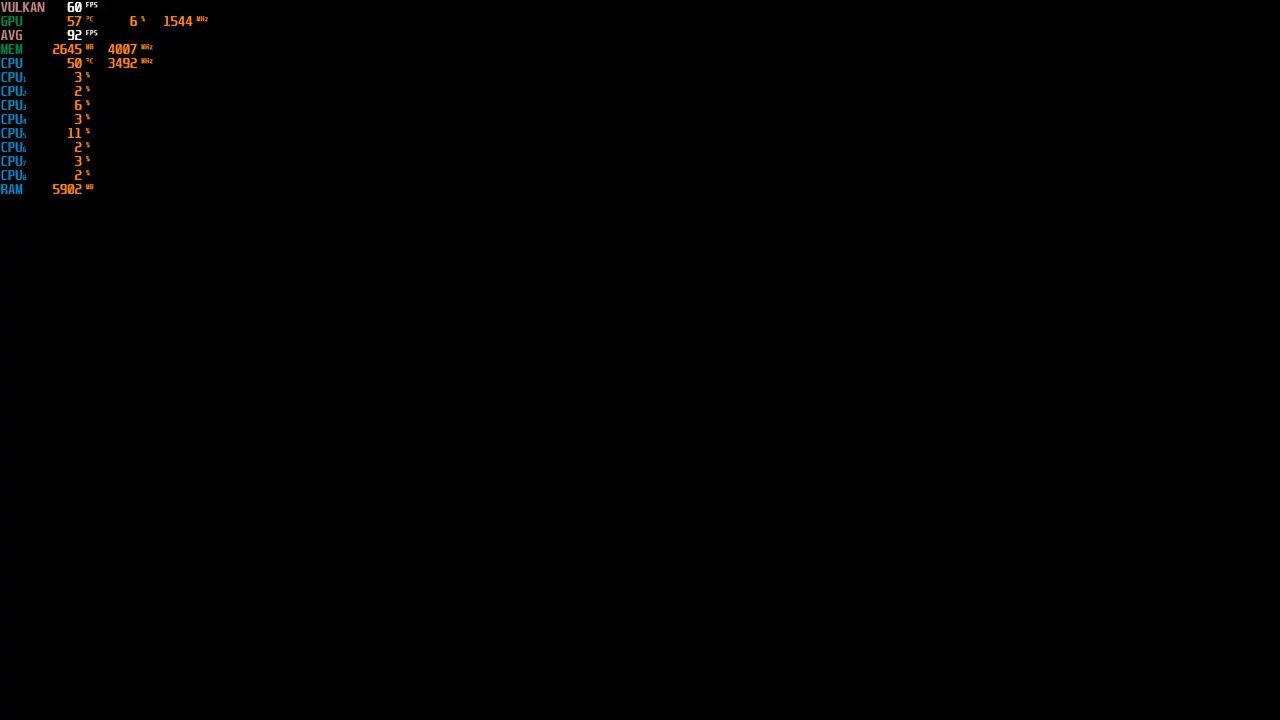 VULKAN 60 FPS
GPU 57 °C 6 % 1544 MHz
AVG 92 FPS
MEM 2645 MB 4007 MHz
CPU 50 °C 3492 MHz
CPU1 3 %
CPU2 2 %
CPU3 6 %
CPU4 3 %
CPU5 11 %
CPU6 2 %
CPU7 3 %
CPU8 2 %
RAM 5902 MB